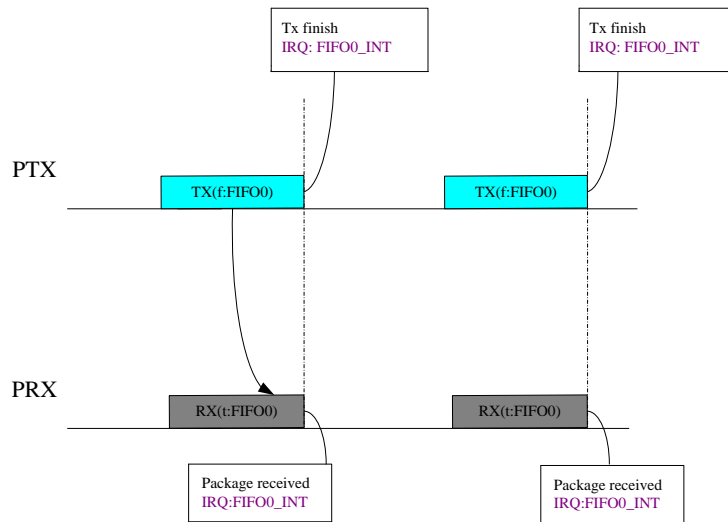 Tx finish
IRQ: FIFO0_INT
Tx finish
IRQ: FIFO0_INT
PTX
TX(f:FIFO0)
TX(f:FIFO0)
PRX
RX(t:FIFO0)
RX(t:FIFO0)
Package received
IRQ:FIFO0_INT
Package received
IRQ:FIFO0_INT